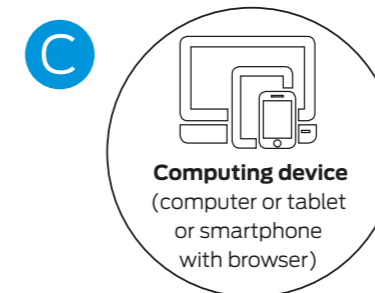 C
Computing device
(computer or tablet
or smartphone
with browser)